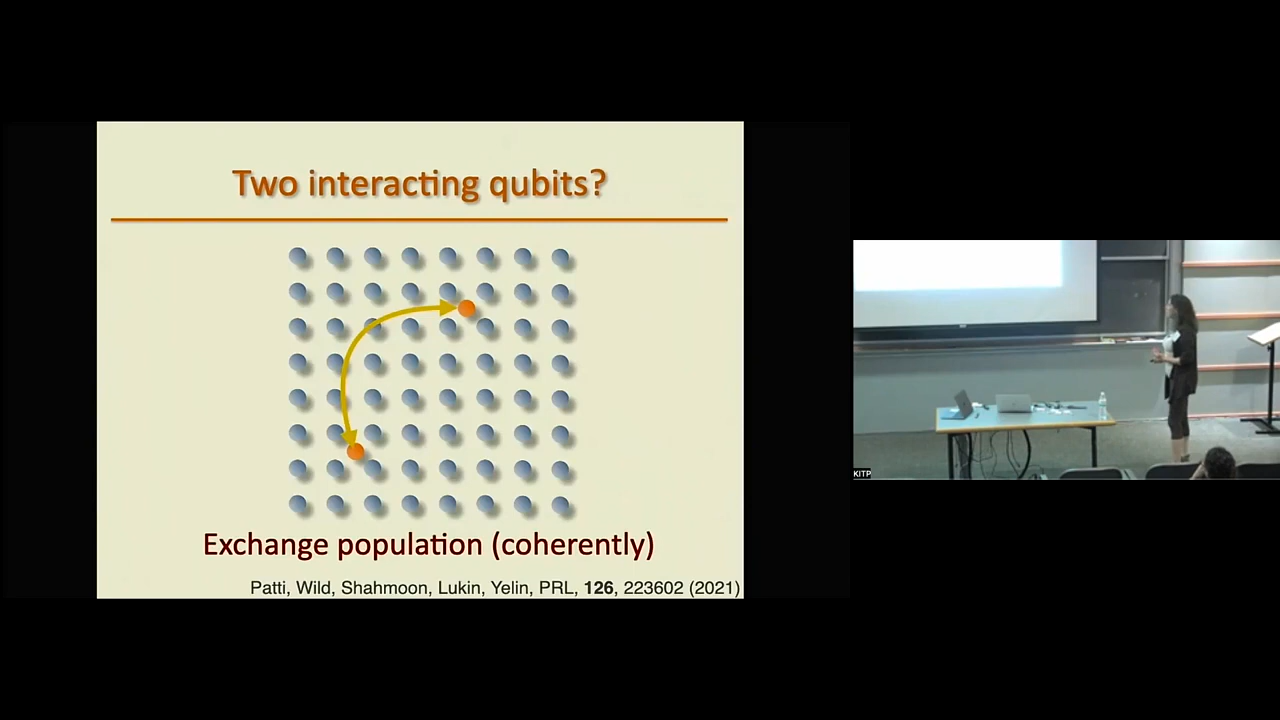 Two interacting qubits?
Exchange population (coherently)
Patti, Wild, Shahmoon, Lukin, Yelin, PRL, 126, 223602 (2021)
KITP